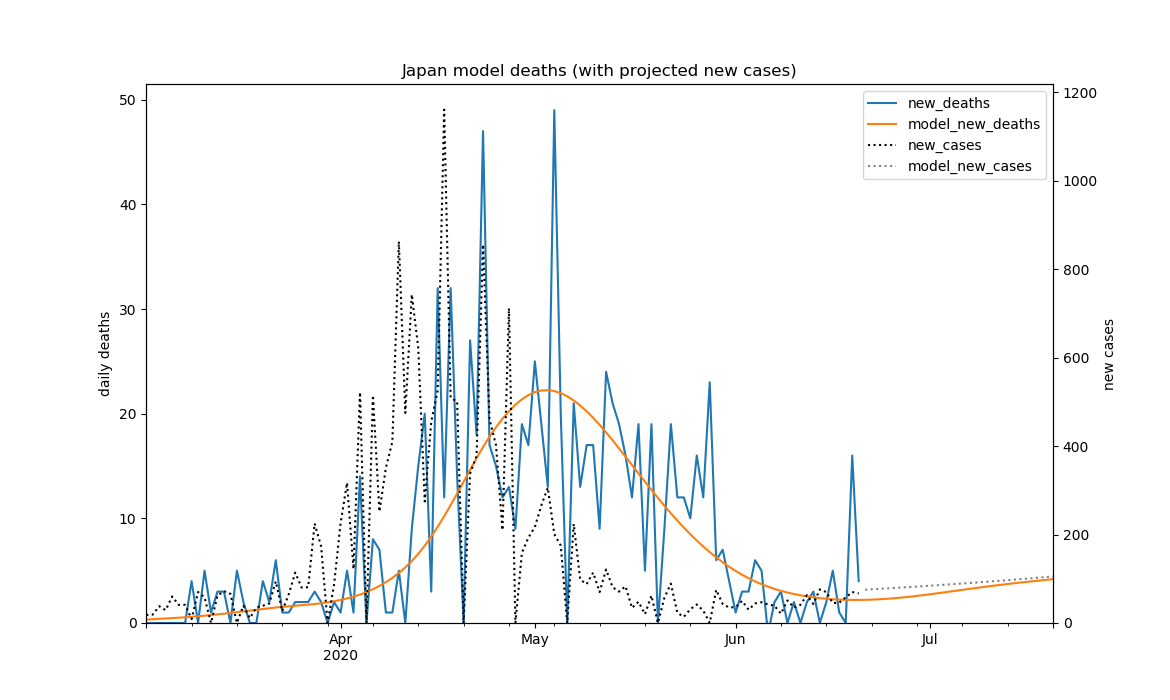 Japan model deaths (with projected new cases)
50
40
30
20
10
0
daily deaths
1200
1000
800
600
400
200
0
new cases
new_deaths
model_new_deaths
new_cases
model_new_cases
Apr
2020
May
Jun
Jul